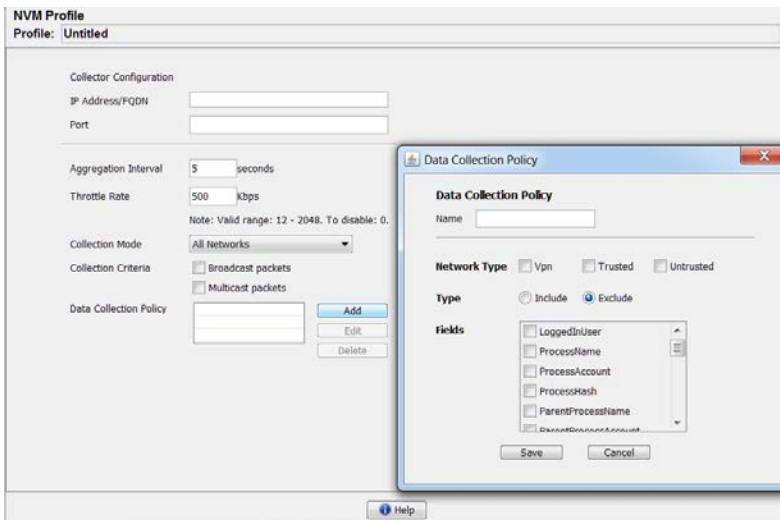 NVM Profile
Profile: Untitled
Collector Configuration
IP Address/FQDN
Port
Aggregation Interval 5 seconds
Throttle Rate 500 Kbps
Note: Valid range: 12 - 2048. To disable: 0.
Collection Mode All Networks
Collection Criteria Broadcast packets
Multicast packets
Data Collection Policy Add
Edit
Delete
Data Collection Policy
Data Collection Policy
Name
Network Type Vpn Trusted Untrusted
Type Include Exclude
Fields LoggedInUser
ProcessName
ProcessAccount
ProcessHash
ParentProcessName
ParentProcessAccount
Save Cancel
Help